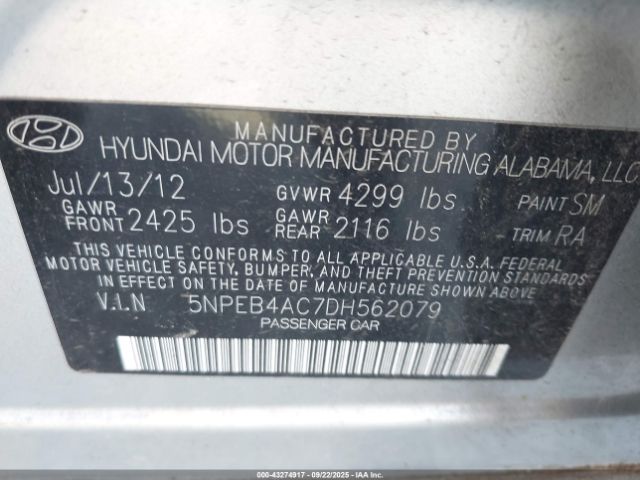 MANUFACTURED BY
HYUNDAI MOTOR MANUFACTURING ALABAMA, LLC
Jul/13/12 GVWR 4299 lbs PAINT SM
GAWR FRONT 2425 lbs GAWR REAR 2116 lbs TRIM RA
THIS VEHICLE CONFORMS TO ALL APPLICABLE U.S.A. FEDERAL
MOTOR VEHICLE SAFETY, BUMPER, AND THEFT PREVENTION
STANDARDS IN EFFECT ON THE DATE OF MANUFACTURE SHOWN ABOVE.
V.I.N 5NPEB4AC7DH562079
PASSENGER CAR
000-43274917 - 09/22/2025 - IAA Inc.